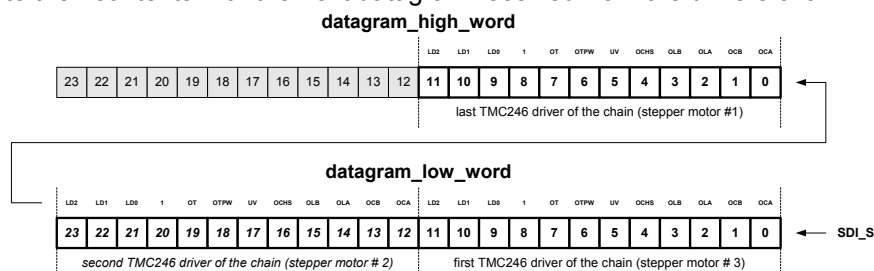 datagram_high_word
LD2 LD1 LD0 1 OT OTPW UV OCHS OLB OLA OCB OCA
23 22 21 20 19 18 17 16 15 14 13 12 11 10 9 8 7 6 5 4 3 2 1 0
last TMC246 driver of the chain (stepper motor #1)
datagram_low_word
LD2 LD1 LD0 1 OT OTPW UV OCHS OLB OLA OCB OCA LD2 LD1 LD0 1 OT OTPW UV OCHS OLB OLA OCB OCA
23 22 21 20 19 18 17 16 15 14 13 12 11 10 9 8 7 6 5 4 3 2 1 0 SDI_S
second TMC246 driver of the chain (stepper motor # 2) first TMC246 driver of the chain (stepper motor # 3)